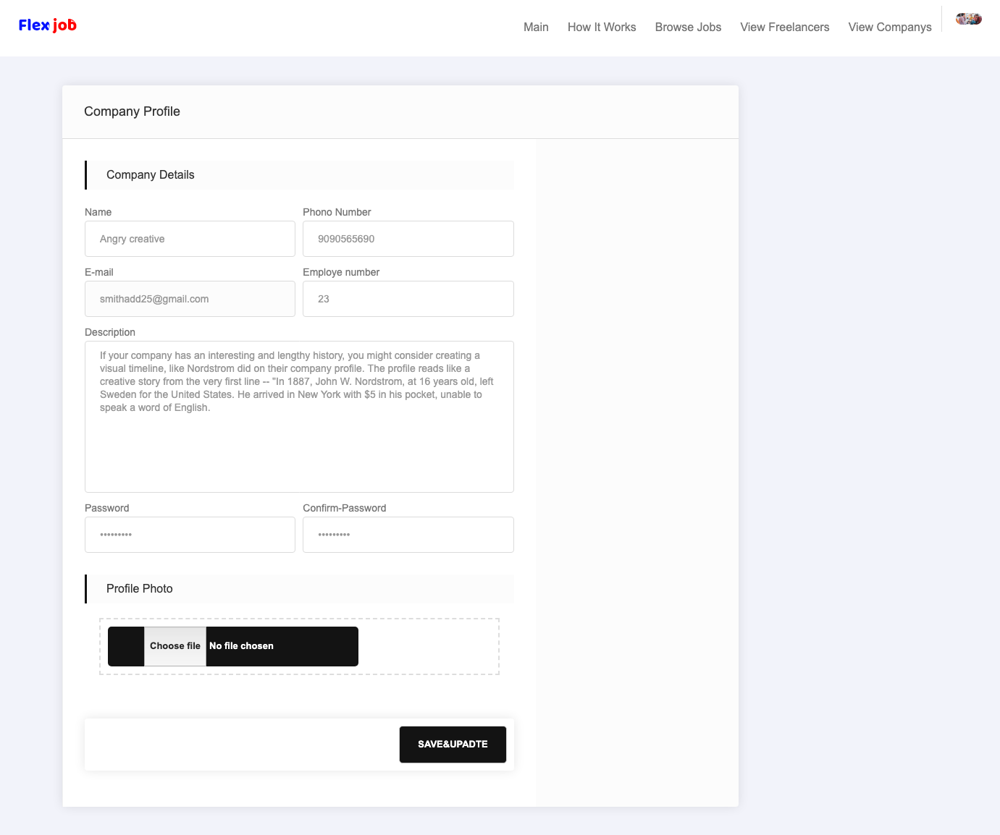 Flexjob
Main How It Works Browse Jobs View Freelancers View Companys
Company Profile
Company Details
Name Phono Number
Angry creative 9090565690
E-mail Employe number
smithadd25@gmail.com 23
Description
If your company has an interesting and lengthy history, you might consider creating a
visual timeline, like Nordstrom did on their company profile. The profile reads like a
creative story from the very first line -- "In 1887, John W. Nordstrom, at 16 years old, left
Sweden for the United States. He arrived in New York with $5 in his pocket, unable to
speak a word of English.
Password Confirm-Password
••••••••• •••••••••
Profile Photo
Choose file No file chosen
SAVE&UPADTE